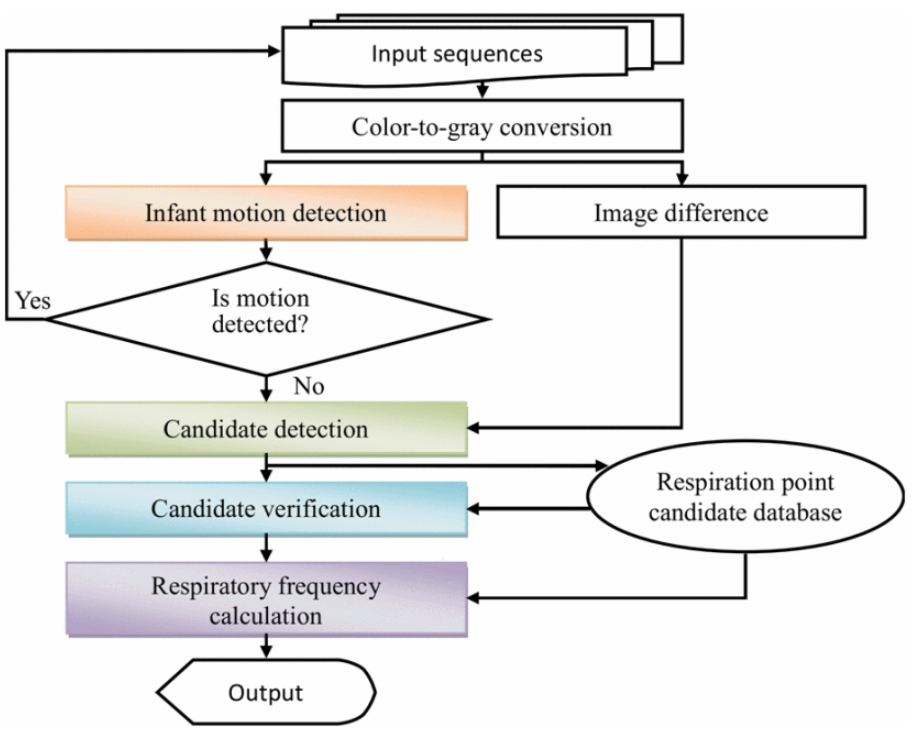 Input sequences
Color-to-gray conversion
Infant motion detection
Image difference
Yes
Is motion
detected?
No
Candidate detection
Respiration point
candidate database
Candidate verification
Respiratory frequency
calculation
Output